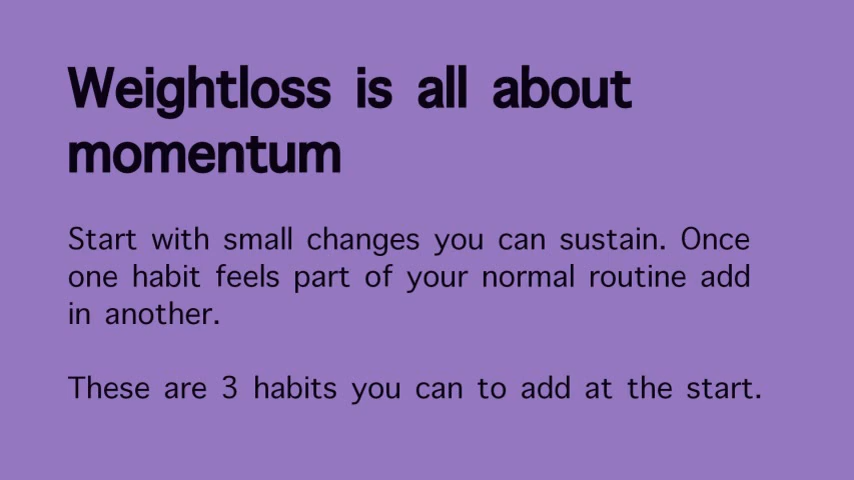 Weightloss is all about
momentum
Start with small changes you can sustain. Once
one habit feels part of your normal routine add
in another.
These are 3 habits you can to add at the start.